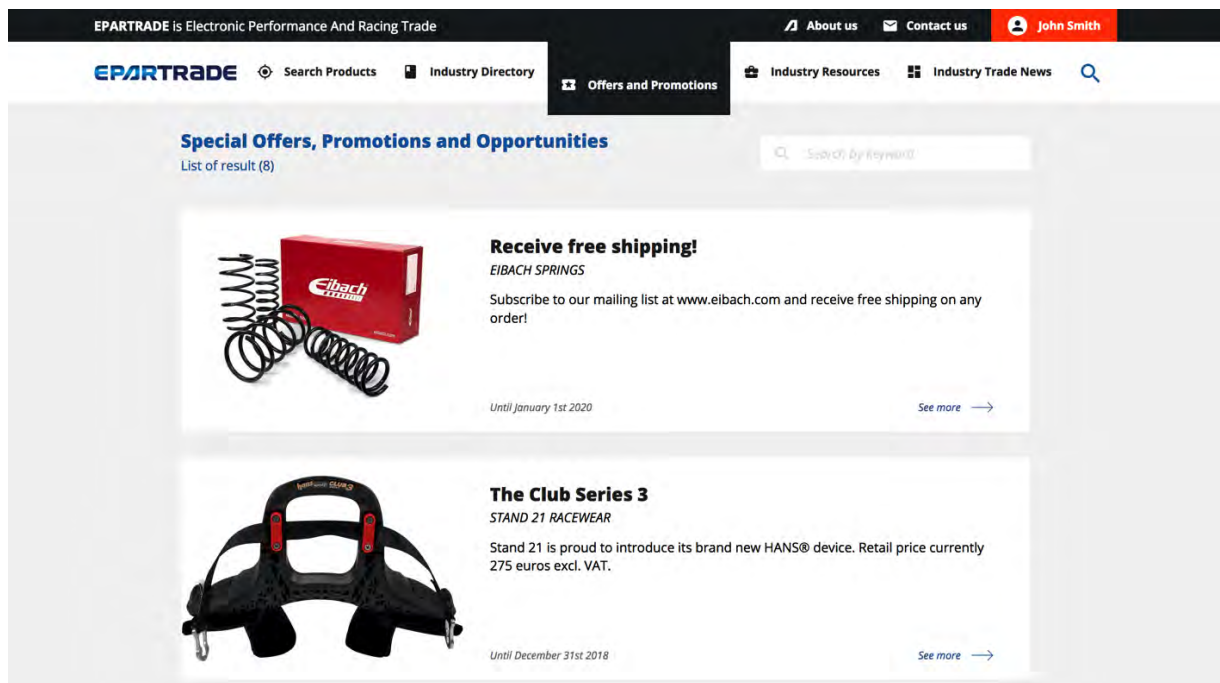 EPARTRADE is Electronic Performance And Racing Trade
About us
Contact us
John Smith
EPARTRADE
Search Products
Industry Directory
Offers and Promotions
Industry Resources
Industry Trade News
Special Offers, Promotions and Opportunities
List of result (8)
Search by keyword
Eibach
Receive free shipping!
EIBACH SPRINGS
Subscribe to our mailing list at www.eibach.com and receive free shipping on any
order!
Until January 1st 2020
See more
The Club Series 3
STAND 21 RACEWEAR
Stand 21 is proud to introduce its brand new HANS® device. Retail price currently
275 euros excl. VAT.
Until December 31st 2018
See more